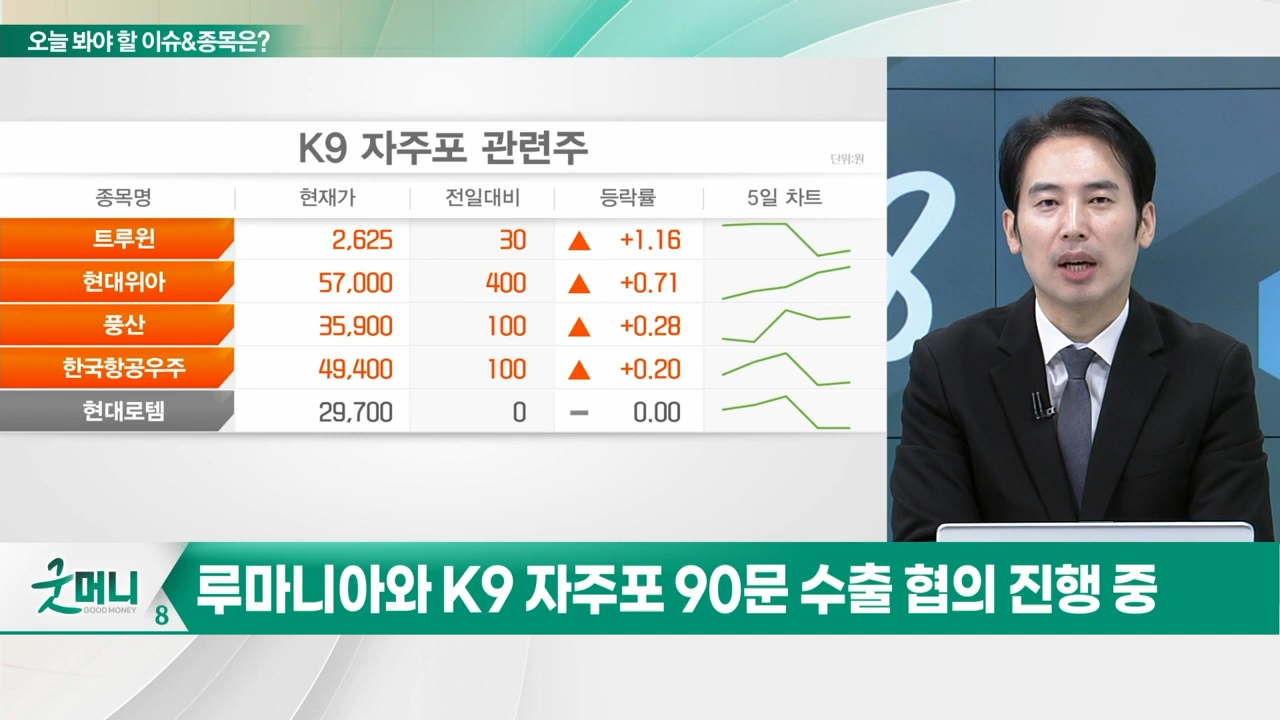 오늘 봐야 할 이슈&종목은?
K9 자주포 관련주
단위:원
종목명 현재가 전일대비 등락률 5일 차트
트루윈 2,625 30 ▲ +1.16
현대위아 57,000 400 ▲ +0.71
풍산 35,900 100 ▲ +0.28
한국항공우주 49,400 100 ▲ +0.20
현대로템 29,700 0 – 0.00
8
굿머니
GOOD MONEY
8
루마니아와 K9 자주포 90문 수출 협의 진행 중